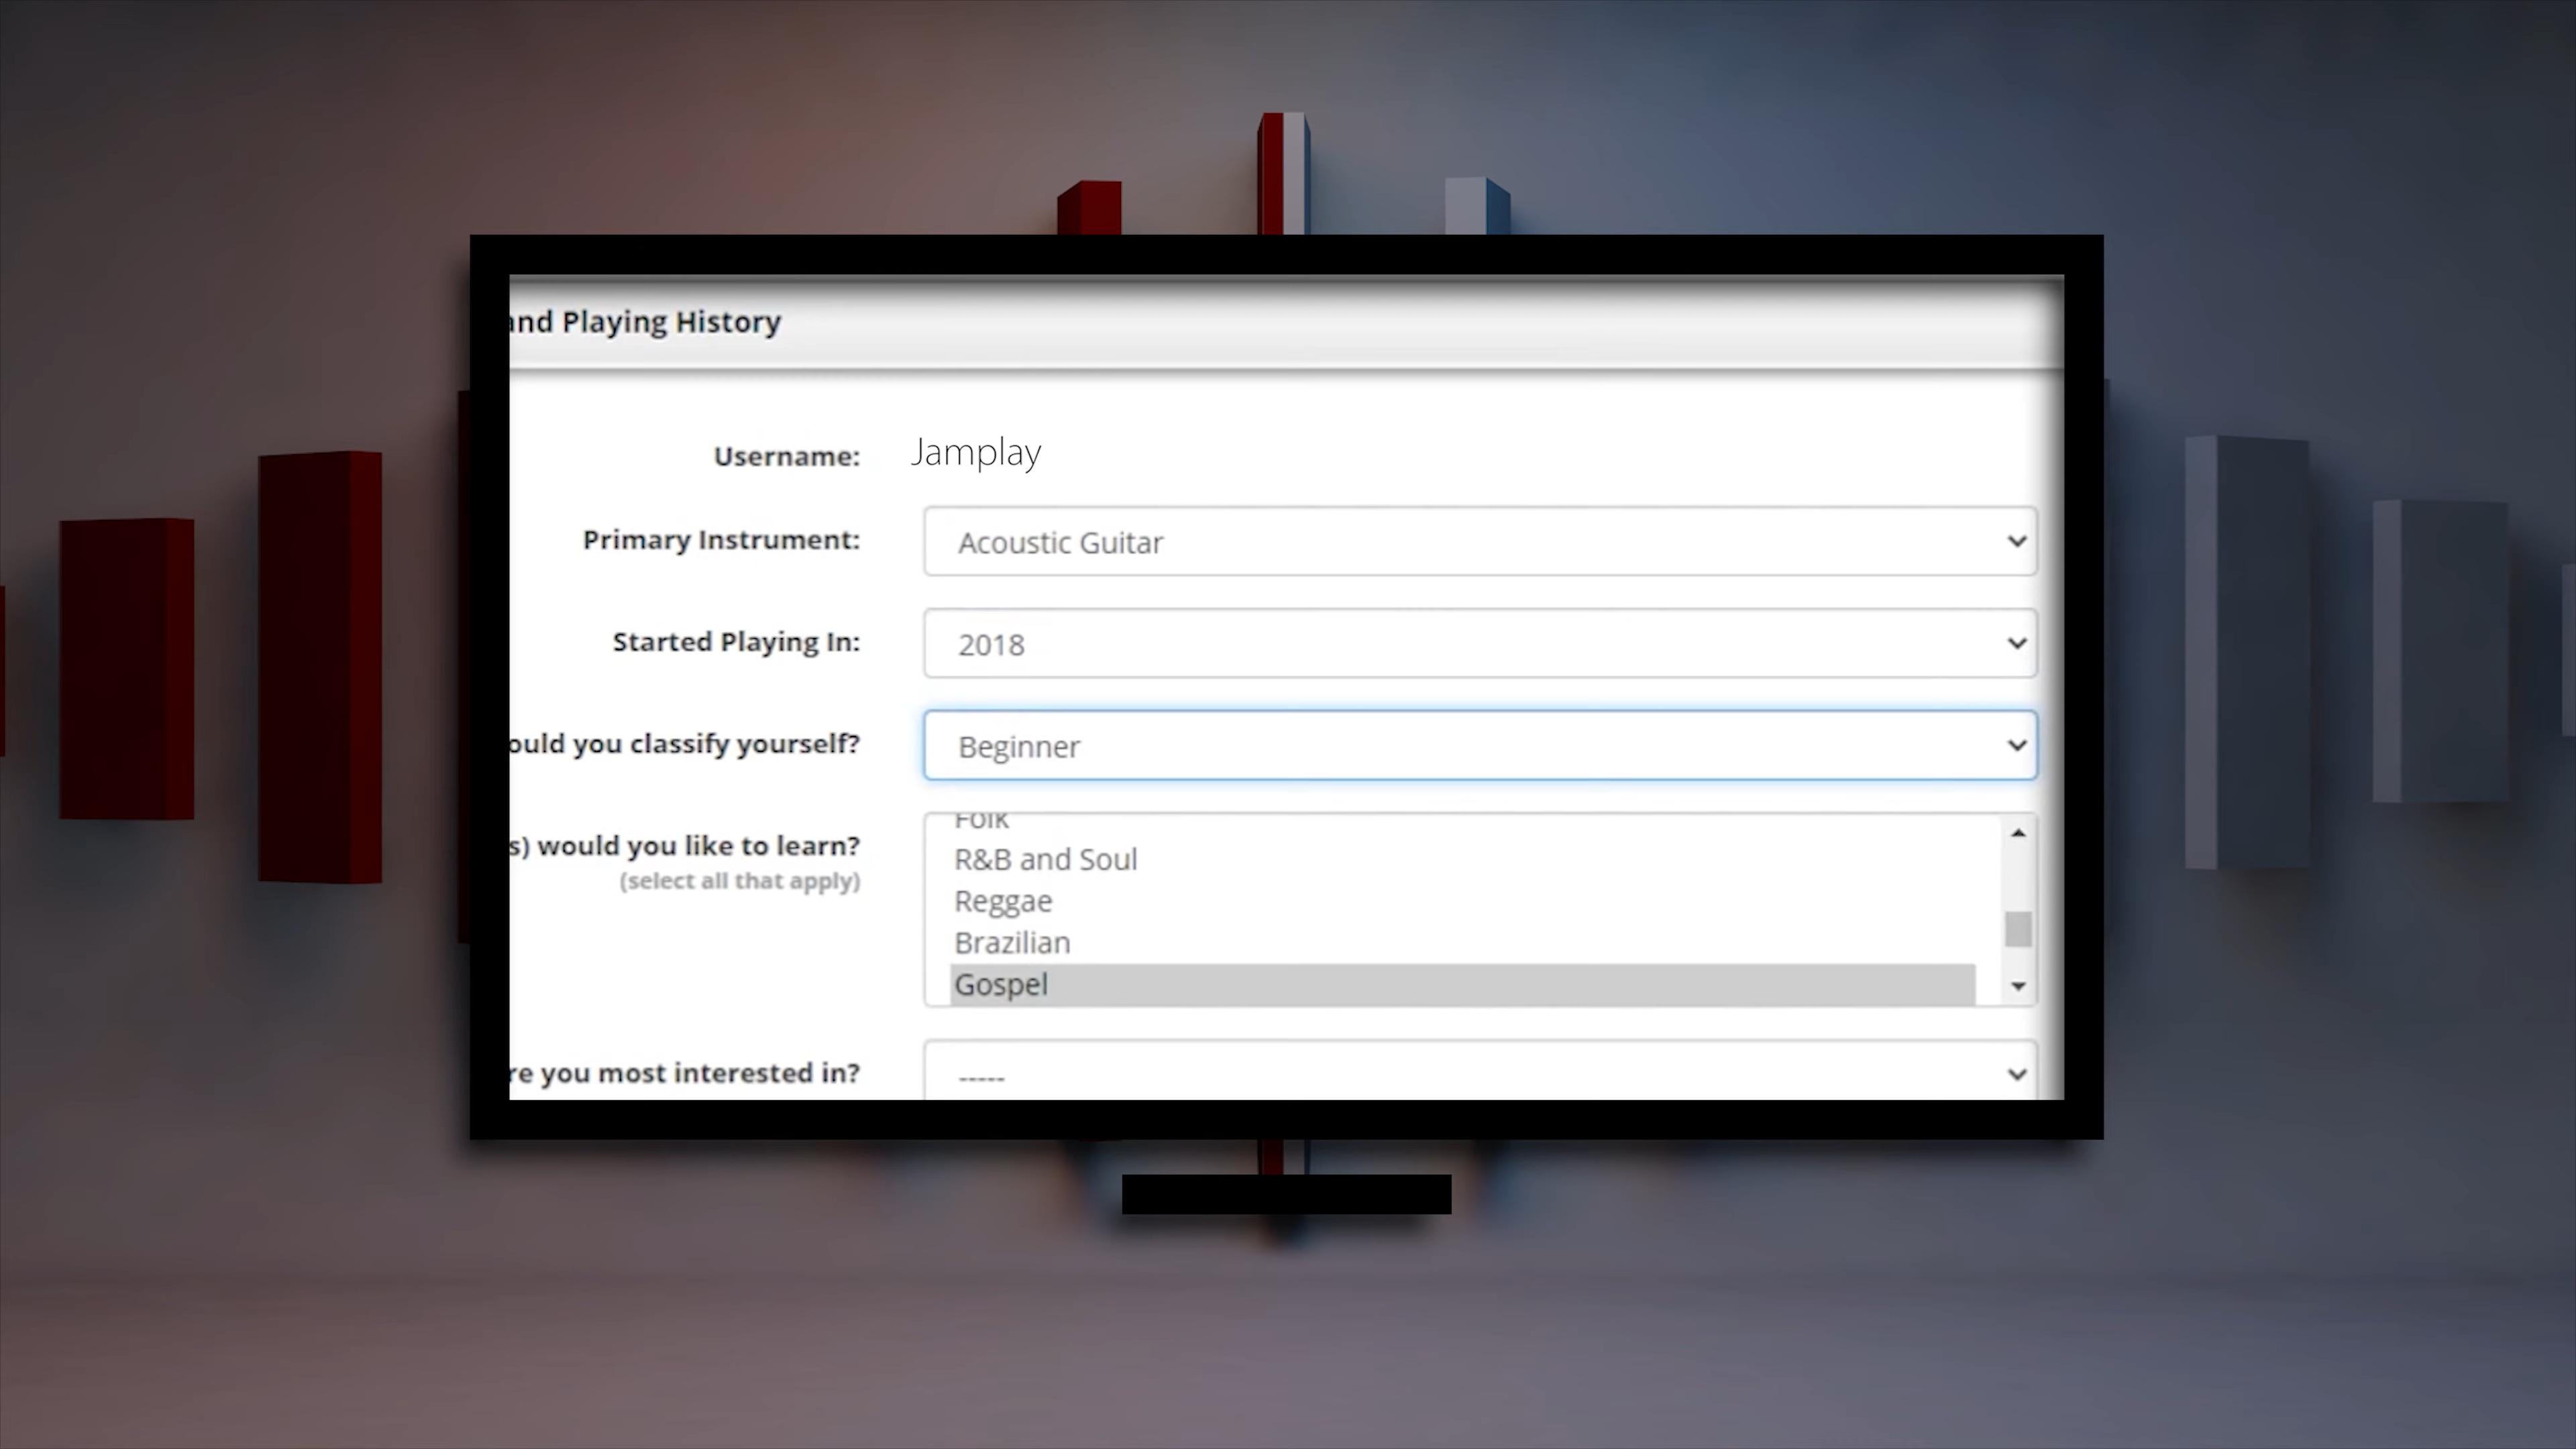 and Playing History
Username: Jamplay
Primary Instrument: Acoustic Guitar
Started Playing In: 2018
ould you classify yourself? Beginner
Folk
s) would you like to learn? R&B and Soul
(select all that apply) Reggae
Brazilian
Gospel
re you most interested in? -----